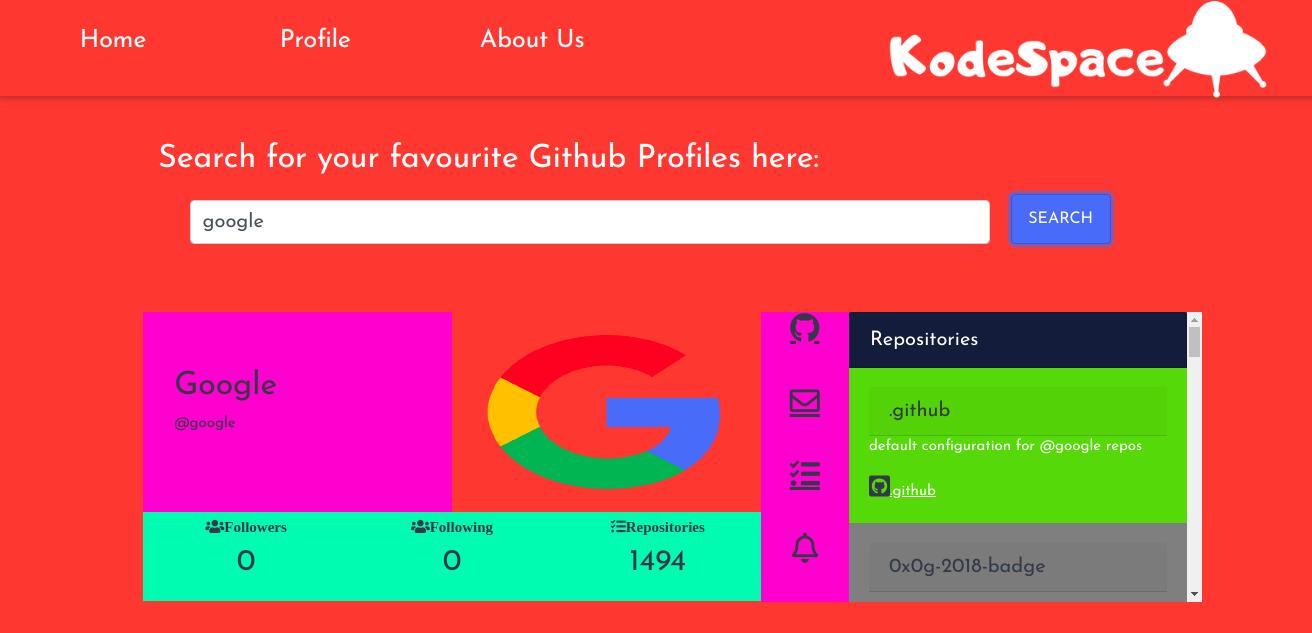 Home
Profile
About Us
KodeSpace
Search for your favourite Github Profiles here:
google
SEARCH
Google
@google
Followers
0
Following
0
Repositories
1494
Repositories
.github
default configuration for @google repos
.github
0x0g-2018-badge